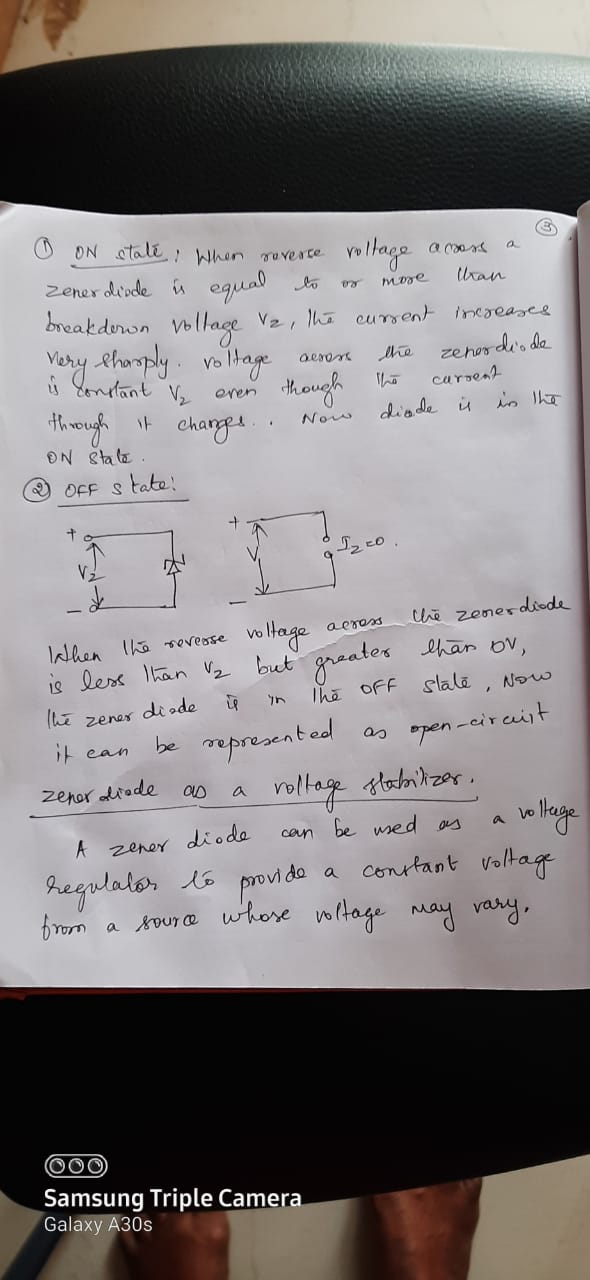 ③
① ON state: When reverse voltage across a
zener diode is equal to or more than
breakdown voltage Vz, the current increases
very sharply. voltage across the zener diode
is constant Vz even though the current
through it changes.. Now diode is in the
ON state.
② OFF state:
+ Vz - + V - Iz=0.
When the reverse voltage across the zener diode
is less than Vz but greater than 0V,
the zener diode is in the OFF state, Now
it can be represented as open-circuit
zener diode as a voltage stabilizer.
A zener diode can be used as a voltage
regulator to provide a constant voltage
from a source whose voltage may vary.
Samsung Triple Camera
Galaxy A30s